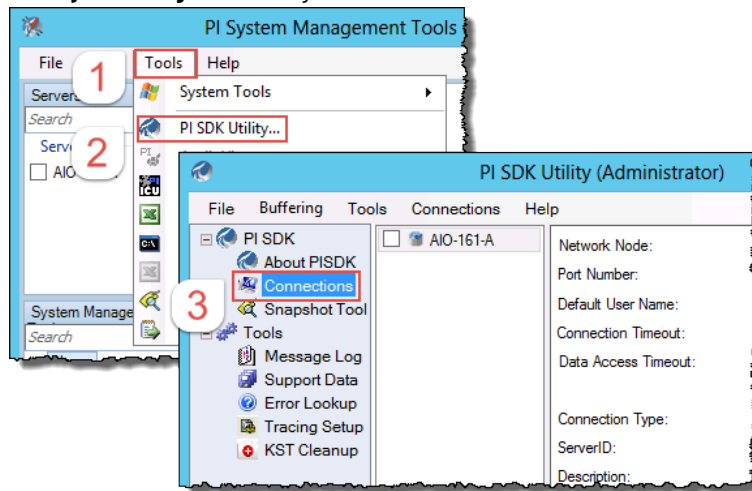 PI System Management Tools
File Tools Help
1
Servers
Search
2
AIO
System Tools
PI SDK Utility...
PI SDK Utility (Administrator)
File Buffering Tools Connections Help
PI SDK
About PISDK
Connections
3
Snapshot Tool
Tools
Message Log
Support Data
Error Lookup
Tracing Setup
KST Cleanup
AIO-161-A
Network Node:
Port Number:
Default User Name:
Connection Timeout:
Data Access Timeout:
Connection Type:
ServerID:
Description:
System Manage
Search